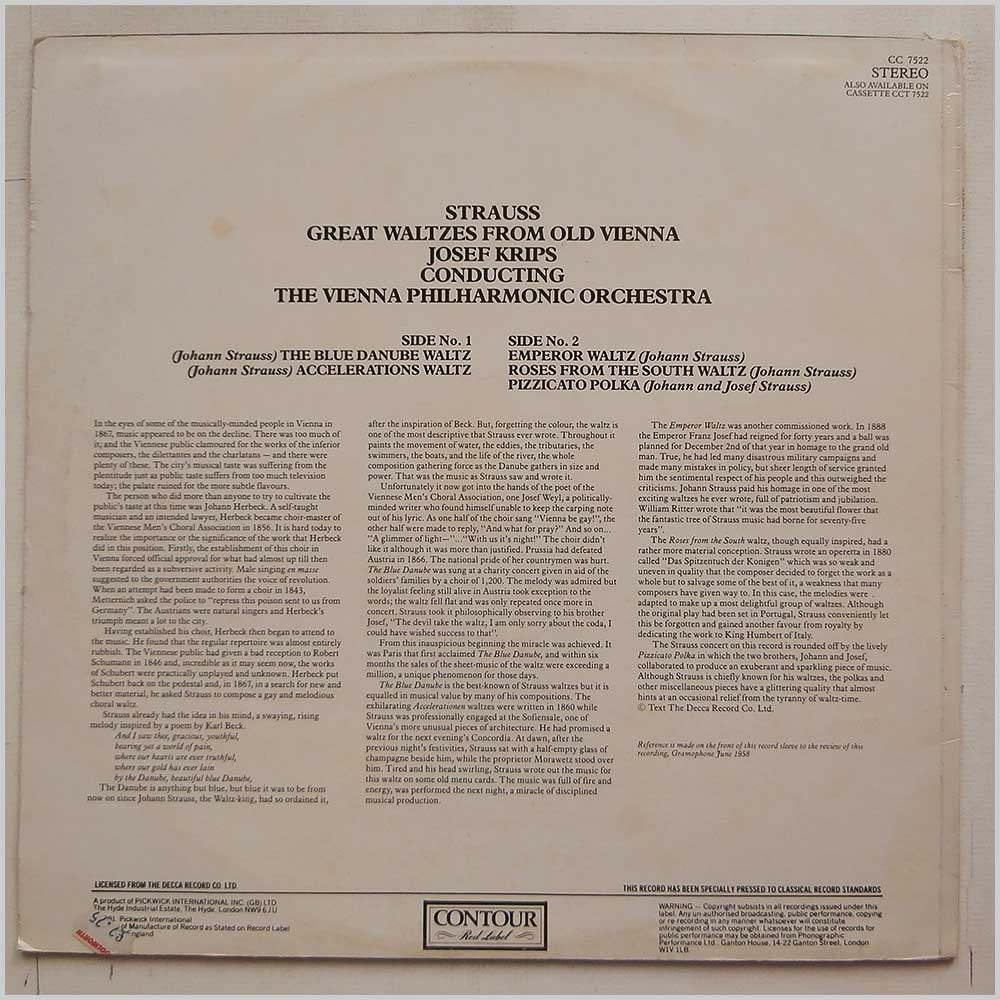 CC 7522
STEREO
ALSO AVAILABLE ON
CASSETTE CCT 7522
STRAUSS
GREAT WALTZES FROM OLD VIENNA
JOSEF KRIPS
CONDUCTING
THE VIENNA PHILHARMONIC ORCHESTRA
SIDE No. 1
(Johann Strauss) THE BLUE DANUBE WALTZ
(Johann Strauss) ACCELERATIONS WALTZ
SIDE No. 2
EMPEROR WALTZ (Johann Strauss)
ROSES FROM THE SOUTH WALTZ (Johann Strauss)
PIZZICATO POLKA (Johann and Josef Strauss)
In the eyes of some of the musically-minded people in Vienna in
1867, music appeared to be on the decline. There was too much of
it; and the Viennese public clamoured for the works of the inferior
composers, the dilettantes and the charlatans — and there were
plenty of these. The city's musical taste was suffering from the
plentitude just as public taste suffers from too much television
today; the palate ruined for the more subtle flavours.
The person who did more than anyone to try to cultivate the
public's taste at this time was Johann Herbeck. A self-taught
musician and an intended lawyer, Herbeck became choir-master of
the Viennese Men's Choral Association in 1856. It is hard today to
realize the importance or the significance of the work that Herbeck
did in this position. Firstly, the establishment of this choir in
Vienna forced official approval for what had almost up till then
been regarded as a subversive activity. Male singing en masse
suggested to the government authorities the voice of revolution.
When an attempt had been made to form a choir in 1843,
Metternich asked the police to "repress this poison sent to us from
Germany". The Austrians were natural singers and Herbeck's
triumph meant a lot to the city.
Having established his choir, Herbeck then began to attend to
the music. He found that the regular repertoire was almost entirely
rubbish. The Viennese public had given a bad reception to Robert
Schumann in 1846 and, incredible as it may seem now, the works
of Schubert were practically unplayed and unknown. Herbeck put
Schubert back on the pedestal and, in 1867, in a search for new and
better material, he asked Strauss to compose a gay and melodious
choral waltz.
Strauss already had the idea in his mind, a swaying, rising
melody inspired by a poem by Karl Beck.
And I saw thee, gracious, youthful,
bearing yet a world of pain,
where our hearts are ever truthful,
where our gold has ever lain
by the Danube, beautiful blue Danube,
The Danube is anything but blue, but blue it was to be from
now on since Johann Strauss, the Waltz-king, had so ordained it,
after the inspiration of Beck. But, forgetting the colour, the waltz is
one of the most descriptive that Strauss ever wrote. Throughout it
paints the movement of water, the eddies, the tributaries, the
swimmers, the boats, and the life of the river, the whole
composition gathering force as the Danube gathers in size and
power. That was the music as Strauss saw and wrote it.
Unfortunately it now got into the hands of the poet of the
Viennese Men's Choral Association, one Josef Weyl, a politically-
minded writer who found himself unable to keep the carping note
out of his lyric. As one half of the choir sang "Vienna be gay!", the
other half were made to reply, "And what for pray?" And so on...
"A glimmer of light—"..."With us it's night!" The choir didn't
like it although it was more than justified. Prussia had defeated
Austria in 1866. The national pride of her countrymen was hurt.
The Blue Danube was sung at a charity concert given in aid of the
soldiers' families by a choir of 1,200. The melody was admired but
the loyalist feeling still alive in Austria took exception to the
words; the waltz fell flat and was only repeated once more in
concert. Strauss took it philosophically observing to his brother
Josef, "The devil take the waltz, I am only sorry about the coda, I
could have wished success to that".
From this inauspicious beginning the miracle was achieved. It
was Paris that first acclaimed The Blue Danube, and within six
months the sales of the sheet-music of the waltz were exceeding a
million, a unique phenomenon for those days.
The Blue Danube is the best-known of Strauss waltzes but it is
equalled in musical value by many of his compositions. The
exhilarating Accelerationen waltzes were written in 1860 while
Strauss was professionally engaged at the Sofiensale, one of
Vienna's more unusual pieces of architecture. He had promised a
waltz for the next evening's Concordia. At dawn, after the
previous night's festivities, Strauss sat with a half-empty glass of
champagne beside him, while the proprietor Morawetz stood over
him. Tired and his head swirling, Strauss wrote out the music for
this waltz on some old menu cards. The music was full of fire and
energy, was performed the next night, a miracle of disciplined
musical production.
The Emperor Waltz was another commissioned work. In 1888
the Emperor Franz Josef had reigned for forty years and a ball was
planned for December 2nd of that year in homage to the grand old
man. True, he had led many disastrous military campaigns and
made many mistakes in policy, but sheer length of service granted
him the sentimental respect of his people and this outweighed the
criticisms. Johann Strauss paid his homage in one of the most
exciting waltzes he ever wrote, full of patriotism and jubilation.
William Ritter wrote that "it was the most beautiful flower that
the fantastic tree of Strauss music had borne for seventy-five
years".
The Roses from the South waltz, though equally inspired, had a
rather more material conception. Strauss wrote an operetta in 1880
called "Das Spitzentuch der Konigen" which was so weak and
uneven in quality that the composer decided to forget the work as a
whole but to salvage some of the best of it, a weakness that many
composers have given way to. In this case, the melodies were
adapted to make up a most delightful group of waltzes. Although
the original play had been set in Portugal, Strauss conveniently let
this be forgotten and gained another favour from royalty by
dedicating the work to King Humbert of Italy.
The Strauss concert on this record is rounded off by the lively
Pizzicato Polka in which the two brothers, Johann and Josef,
collaborated to produce an exuberant and sparkling piece of music.
Although Strauss is chiefly known for his waltzes, the polkas and
other miscellaneous pieces have a glittering quality that almost
hints at an occasional relief from the tyranny of waltz-time.
© Text The Decca Record Co. Ltd.
Reference is made on the front of this record sleeve to the review of this
recording, Gramophone June 1958
LICENSED FROM THE DECCA RECORD CO. LTD.
THIS RECORD HAS BEEN SPECIALLY PRESSED TO CLASSICAL RECORD STANDARDS
A product of PICKWICK INTERNATIONAL INC. (GB) LTD
The Hyde Industrial Estate, The Hyde, London NW9 6JU
Pickwick International
of Manufacture of Record as Stated on Record Label
England
CONTOUR
Red Label
WARNING — Copyright subsists in all recordings issued under this
label. Any unauthorised broadcasting, public performance, copying
or re-recording in any manner whatsoever will constitute
infringement of such copyright. Licenses for the use of records for
public performance may be obtained from Phonographic
Performance Ltd., Ganton House, 14-22 Ganton Street, London
W1V 1LB.